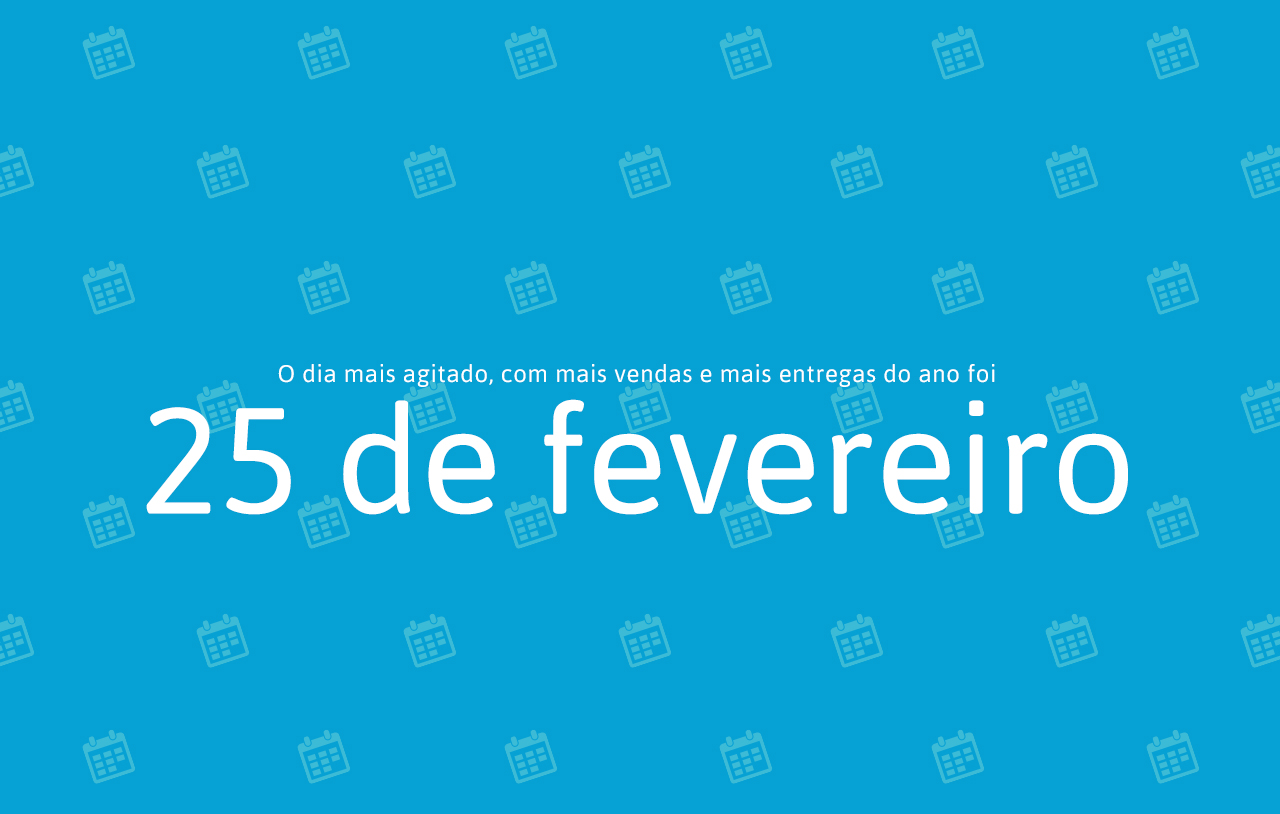 O dia mais agitado, com mais vendas e mais entregas do ano foi
25 de fevereiro